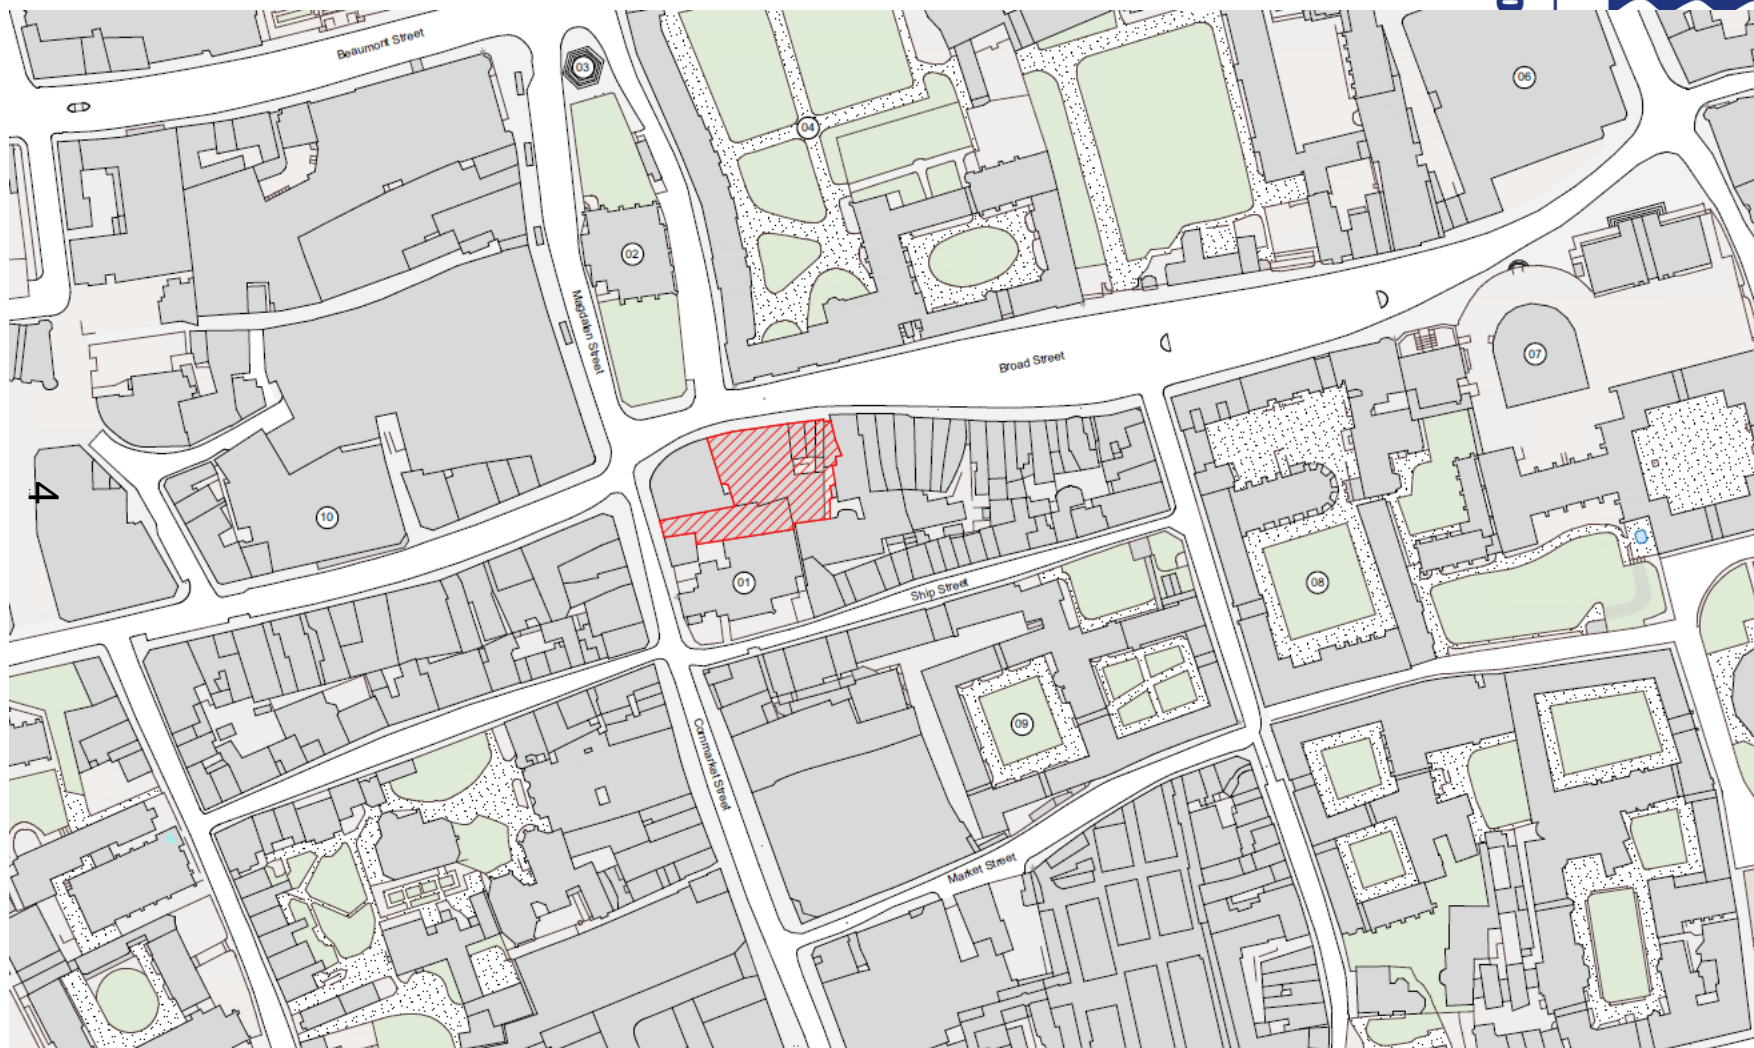 Beaumont Street
03
06
04
02
Magdalen Street
Broad Street
07
4
10
01
Ship Street
08
09
Cornmarket Street
Market Street